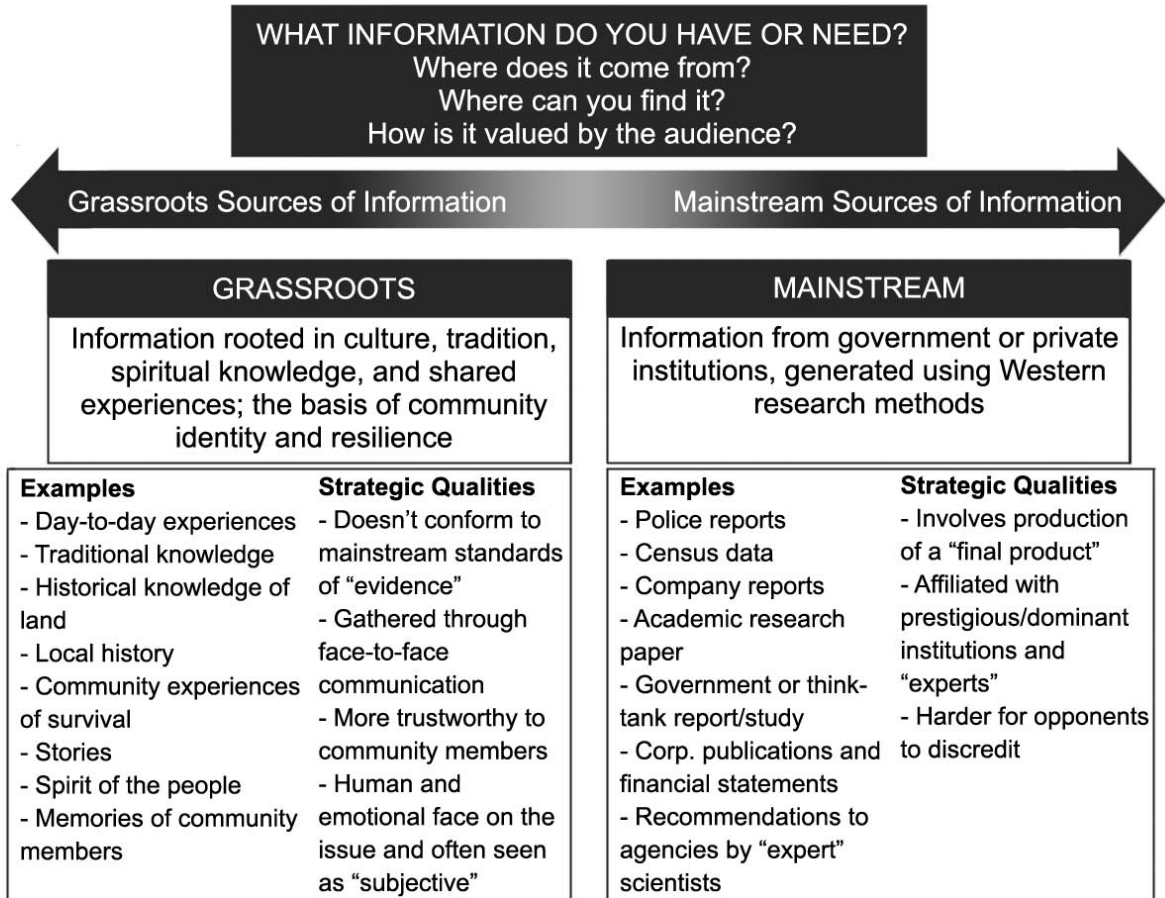 WHAT INFORMATION DO YOU HAVE OR NEED?
Where does it come from?
Where can you find it?
How is it valued by the audience?
Grassroots Sources of Information
Mainstream Sources of Information
GRASSROOTS
Information rooted in culture, tradition,
spiritual knowledge, and shared
experiences; the basis of community
identity and resilience
Examples
- Day-to-day experiences
- Traditional knowledge
- Historical knowledge of
land
- Local history
- Community experiences
of survival
- Stories
- Spirit of the people
- Memories of community
members
Strategic Qualities
- Doesn’t conform to
mainstream standards
of “evidence”
- Gathered through
face-to-face
communication
- More trustworthy to
community members
- Human and
emotional face on the
issue and often seen
as “subjective”
MAINSTREAM
Information from government or private
institutions, generated using Western
research methods
Examples
- Police reports
- Census data
- Company reports
- Academic research
paper
- Government or think-
tank report/study
- Corp. publications and
financial statements
- Recommendations to
agencies by “expert”
scientists
Strategic Qualities
- Involves production
of a “final product”
- Affiliated with
prestigious/dominant
institutions and
“experts”
- Harder for opponents
to discredit